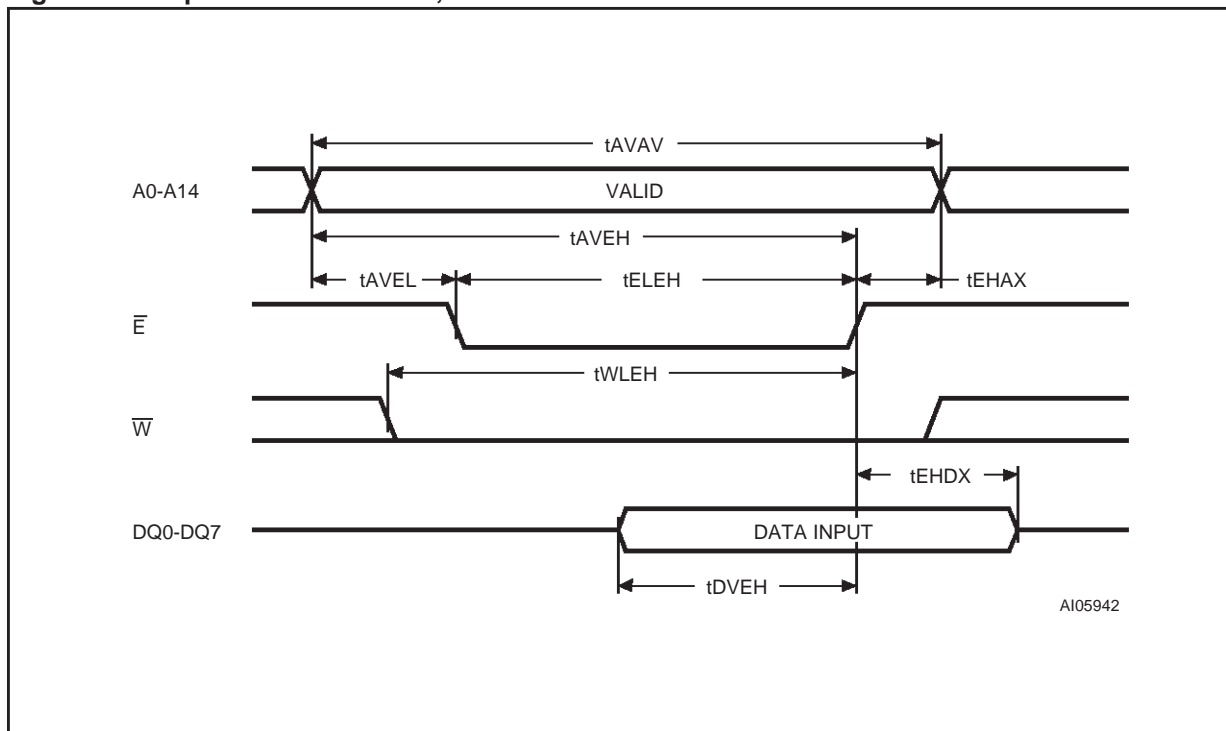 tAVAV
A0-A14
VALID
tAVEH
tAVEL
tELEH
tEHAX
E̅
tWLEH
W̅
tEHDX
DQ0-DQ7
DATA INPUT
tDVEH
AI05942